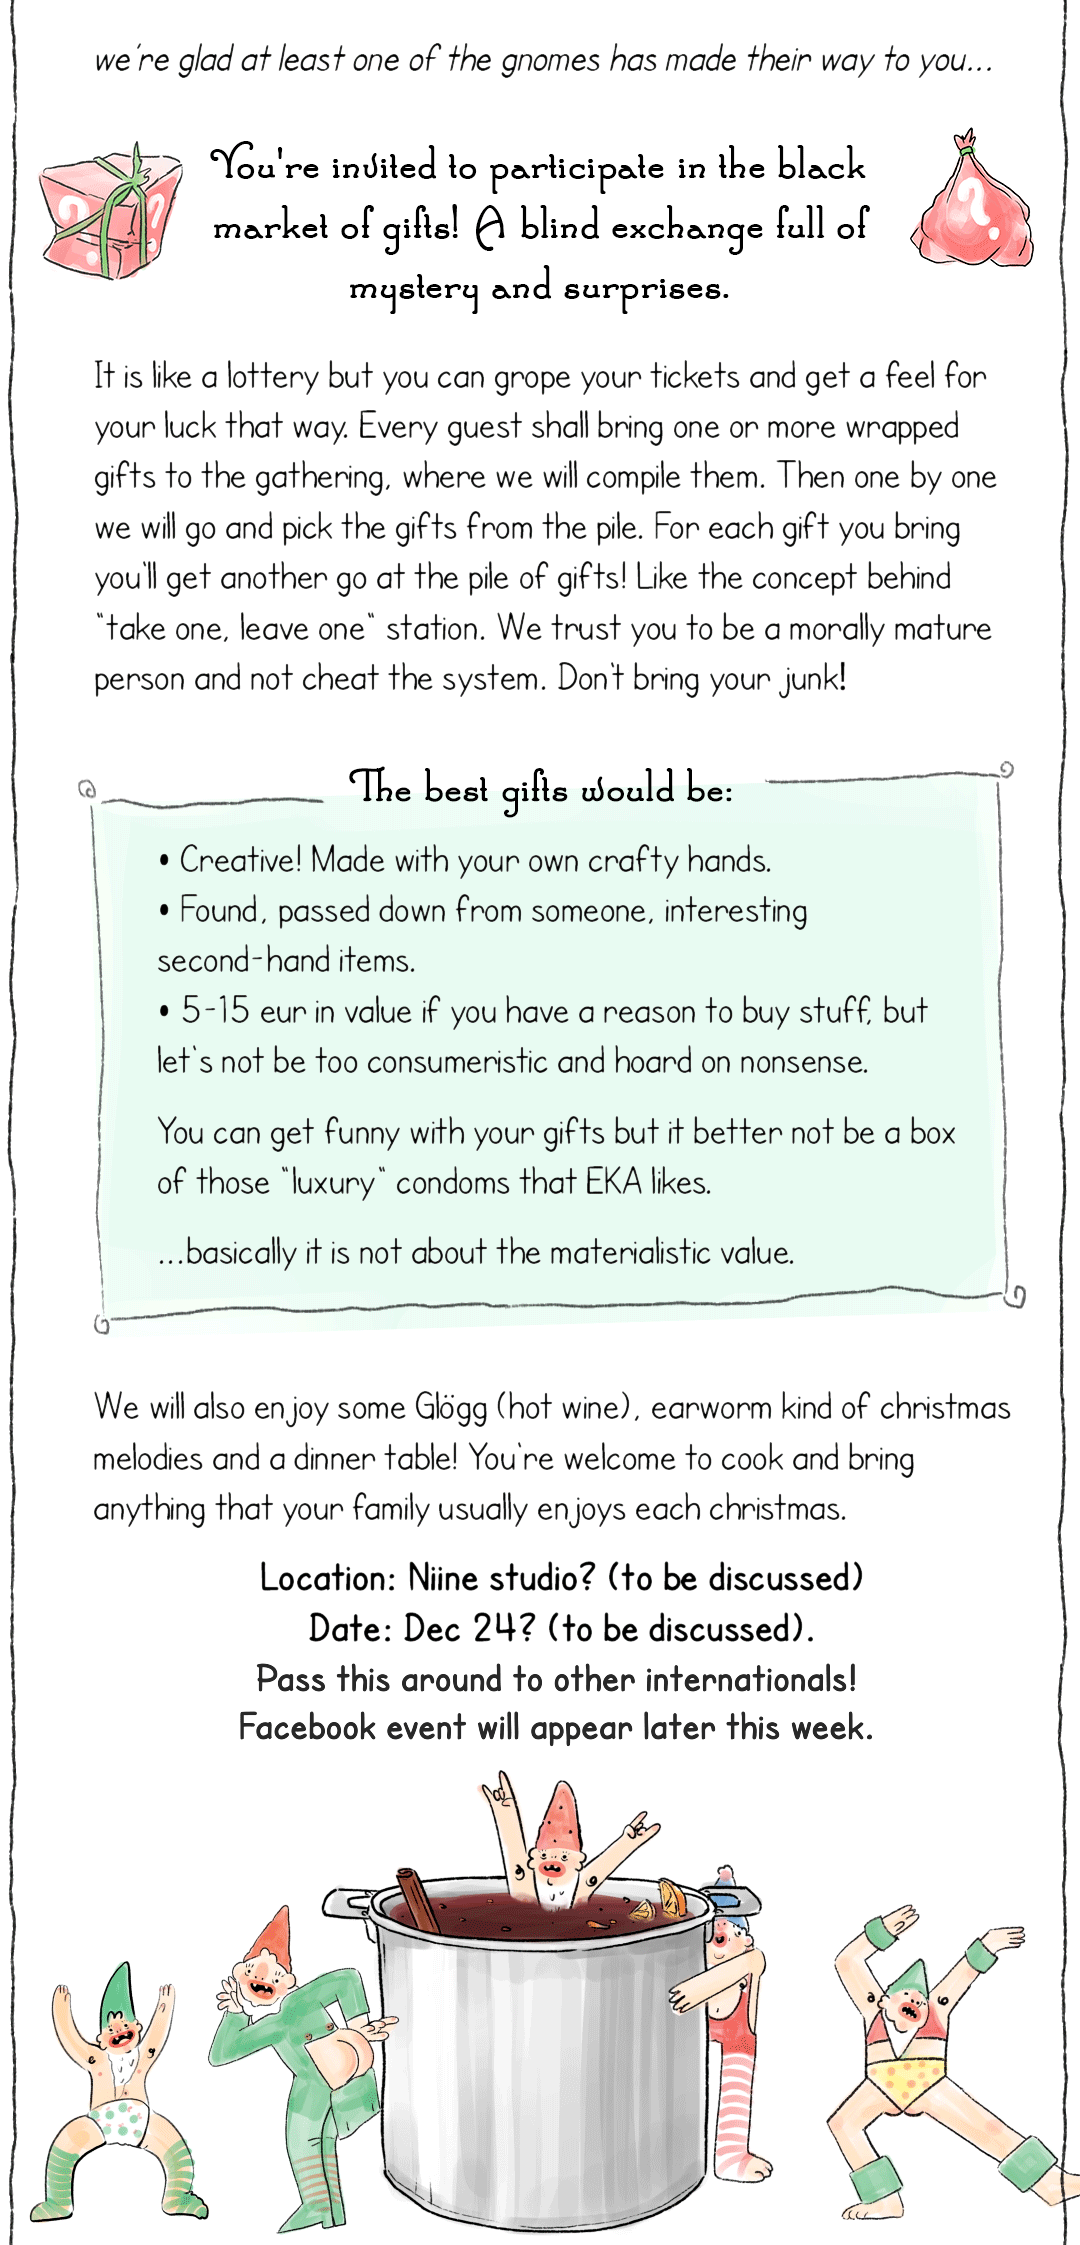 we're glad at least one of the gnomes has made their way to you...
You're invited to participate in the black
market of gifts! A blind exchange full of
mystery and surprises.
It is like a lottery but you can grope your tickets and get a feel for
your luck that way. Every guest shall bring one or more wrapped
gifts to the gathering, where we will compile them. Then one by one
we will go and pick the gifts from the pile. For each gift you bring
you'll get another go at the pile of gifts! Like the concept behind
"take one, leave one" station. We trust you to be a morally mature
person and not cheat the system. Don't bring your junk!
The best gifts would be:
• Creative! Made with your own crafty hands.
• Found, passed down from someone, interesting
second-hand items.
• 5-15 eur in value if you have a reason to buy stuff, but
let's not be too consumeristic and hoard on nonsense.
You can get funny with your gifts but it better not be a box
of those "luxury" condoms that EKA likes.
...basically it is not about the materialistic value.
We will also enjoy some Glögg (hot wine), earworm kind of christmas
melodies and a dinner table! You're welcome to cook and bring
anything that your family usually enjoys each christmas.
Location: Niine studio? (to be discussed)
Date: Dec 24? (to be discussed).
Pass this around to other internationals!
Facebook event will appear later this week.